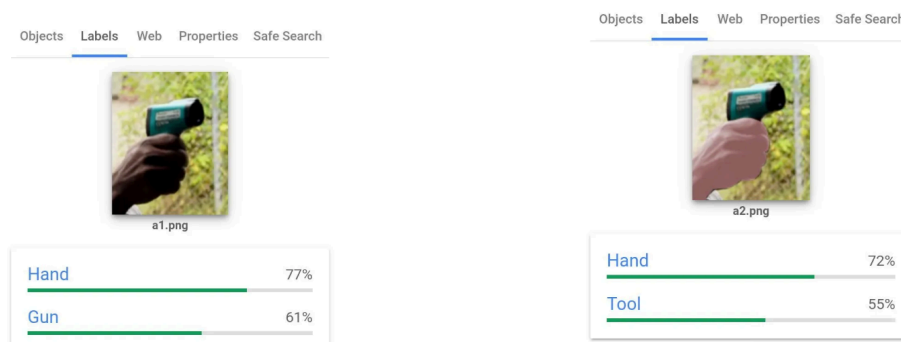 Objects Labels Web Properties Safe Search
a1.png
Hand 77%
Gun 61%
Objects Labels Web Properties Safe Search
a2.png
Hand 72%
Tool 55%